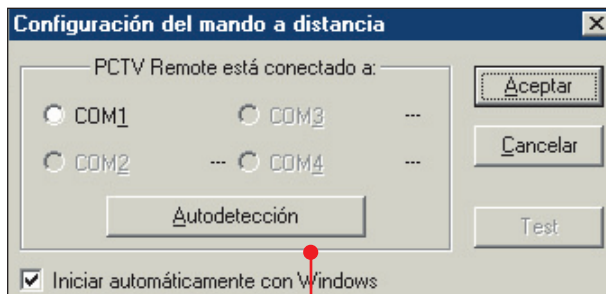 Configuración del mando a distancia
PCTV Remote está conectado a:
COM1 COM3 ---
COM2 --- COM4 ---
Autodetección
Aceptar
Cancelar
Test
Iniciar automáticamente con Windows